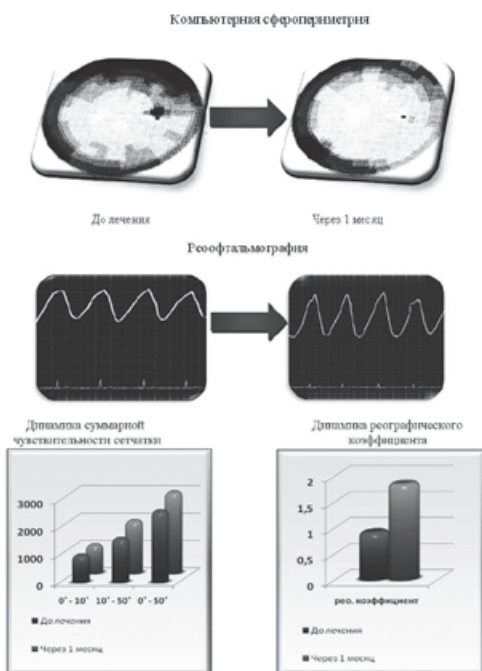 Компьютерная сферопериметрия
До лечения
Через 1 месяц
Реоофтальмография
Динамика суммарной
чувствительности сетчатки
Динамика реографического
коэффициента
3000
2000
1000
0
0˚ - 10˚ 10˚ - 50˚ 0˚ - 50˚
До лечения
Через 1 месяц
2
1,5
1
0,5
0
рео. коэффициент
До лечения
Через 1 месяц